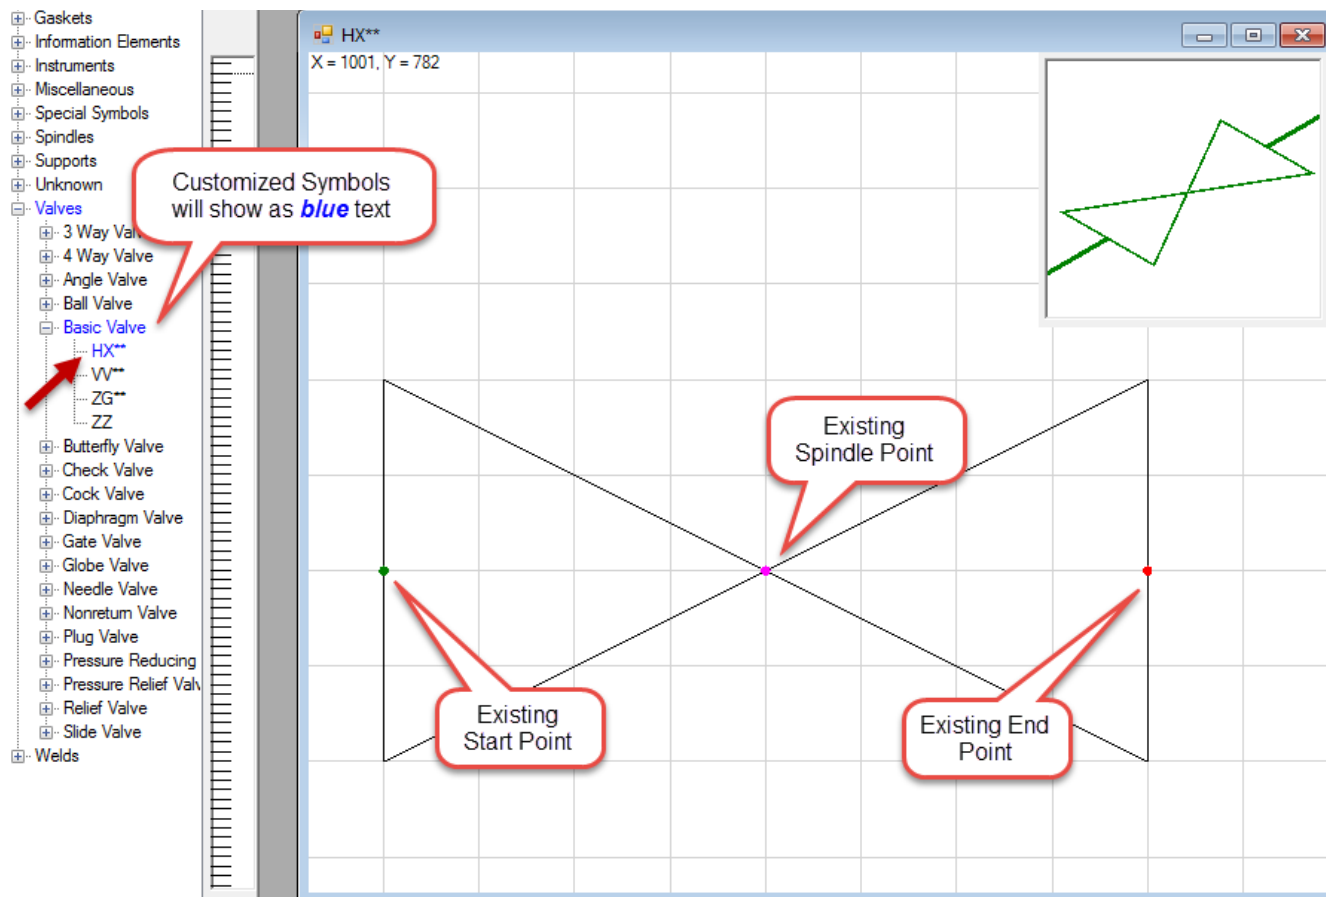 Gaskets
Information Elements
Instruments
Miscellaneous
Special Symbols
Spindles
Supports
Unknown
Valves
3 Way Val
4 Way Valve
Angle Valve
Ball Valve
Basic Valve
HX**
VV**
ZG**
ZZ
Butterfly Valve
Check Valve
Cock Valve
Diaphragm Valve
Gate Valve
Globe Valve
Needle Valve
Nonreturn Valve
Plug Valve
Pressure Reducing
Pressure Relief Valv
Relief Valve
Slide Valve
Welds
Customized Symbols
will show as blue text
HX**
X = 1001, Y = 782
Existing
Spindle Point
Existing
Start Point
Existing End
Point